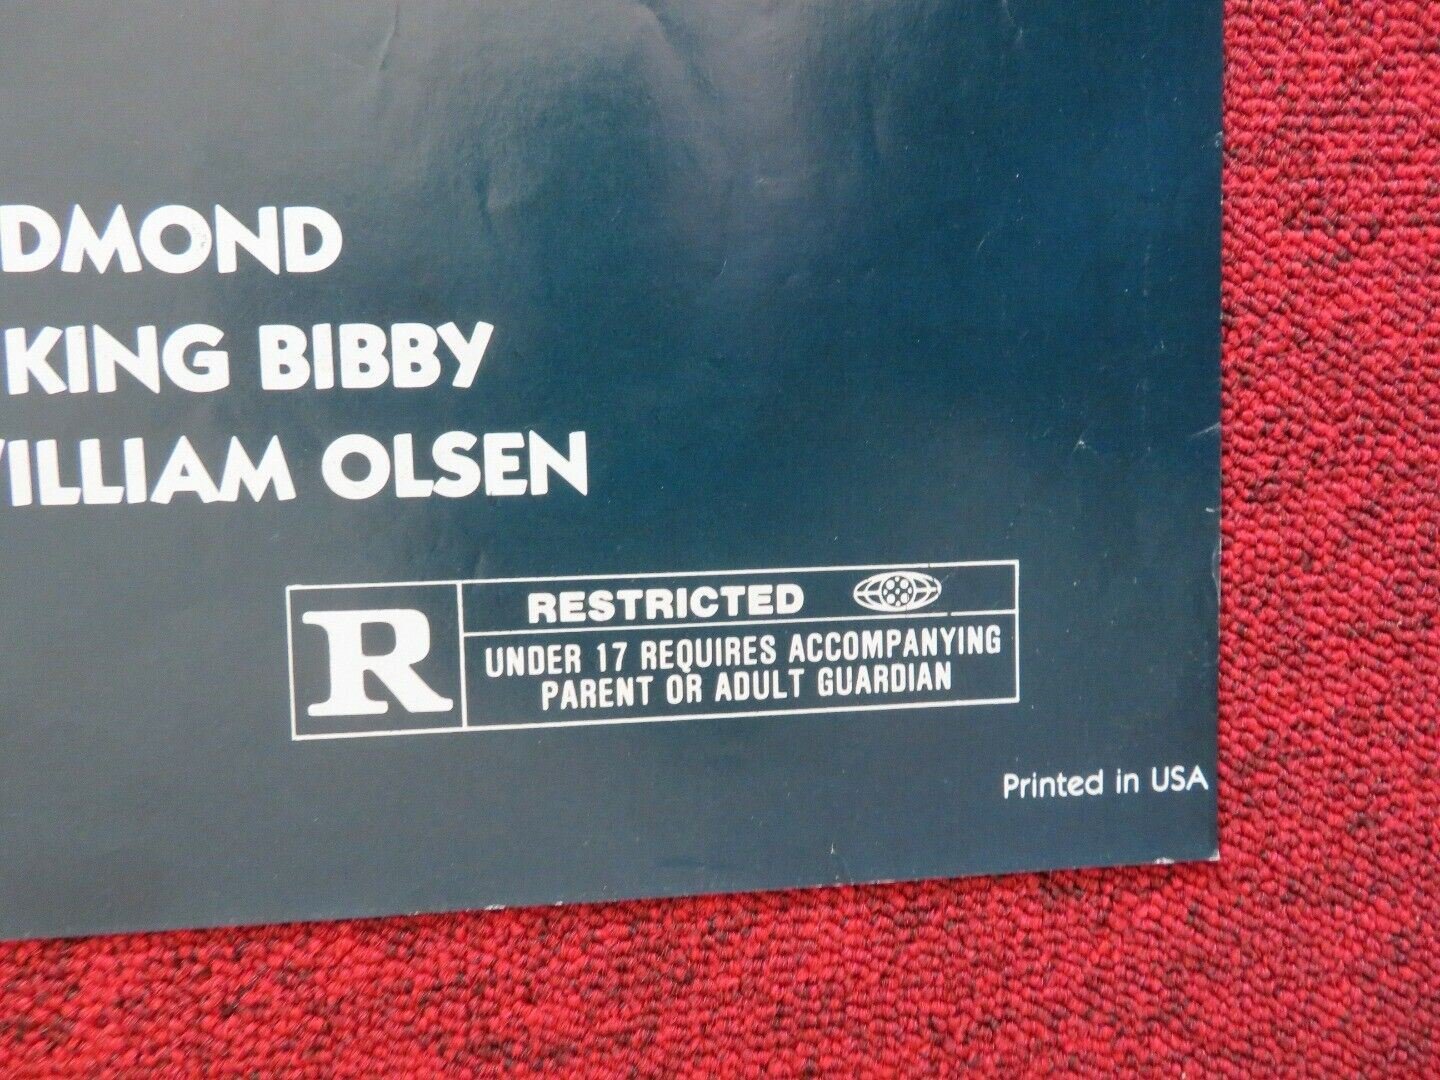 DMOND
KING BIBBY
WILLIAM OLSEN
R
RESTRICTED
UNDER 17 REQUIRES ACCOMPANYING
PARENT OR ADULT GUARDIAN
Printed in USA